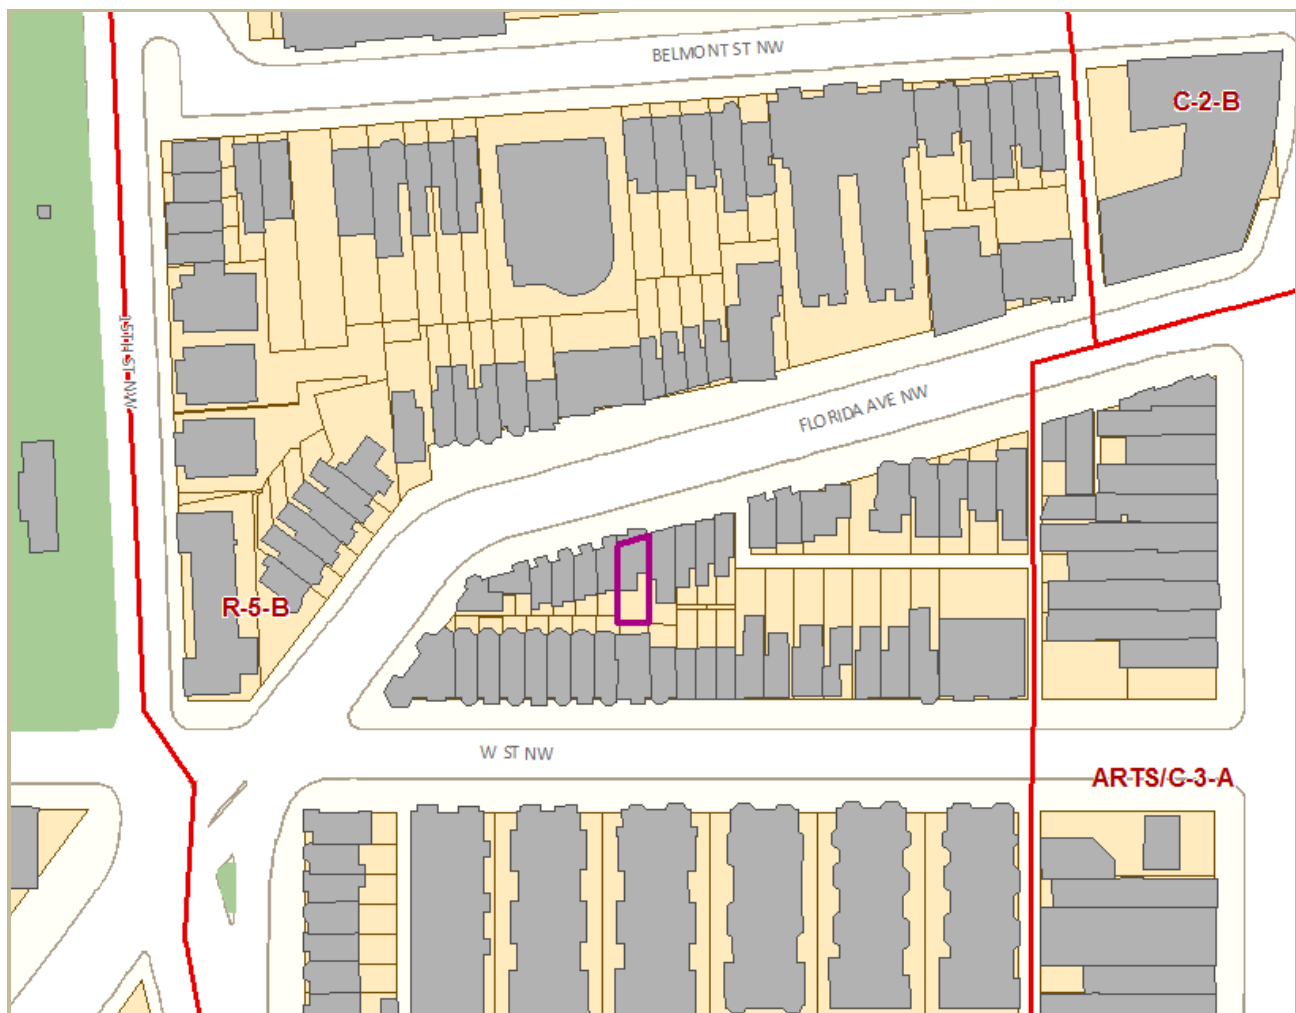 BELMONT ST NW
C-2-B
15TH ST NW
FLORIDA AVE NW
R-5-B
W ST NW
ARTS/C-3-A